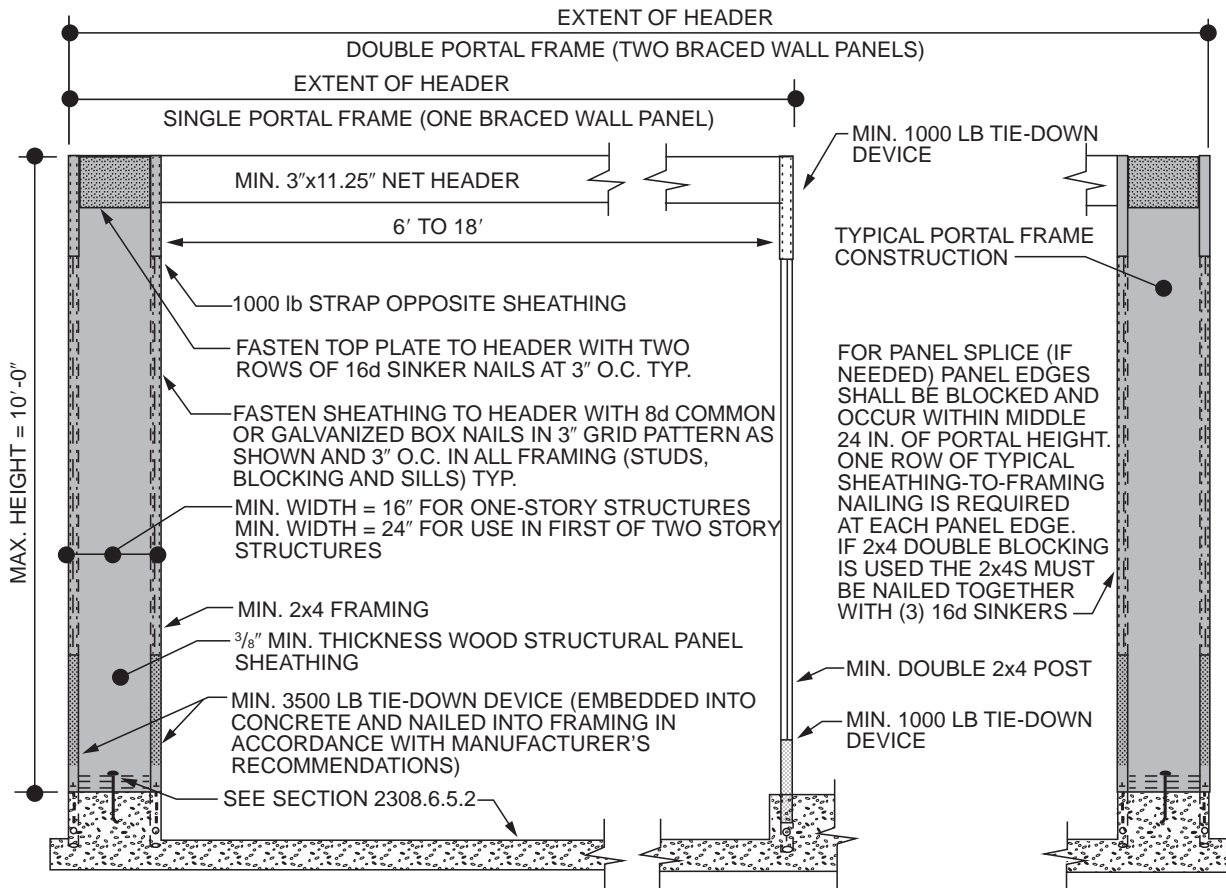 EXTENT OF HEADER
DOUBLE PORTAL FRAME (TWO BRACED WALL PANELS)
EXTENT OF HEADER
SINGLE PORTAL FRAME (ONE BRACED WALL PANEL)
MIN. 1000 LB TIE-DOWN
DEVICE
MIN. 3″x11.25″ NET HEADER
6′ TO 18′
TYPICAL PORTAL FRAME
CONSTRUCTION
1000 lb STRAP OPPOSITE SHEATHING
FASTEN TOP PLATE TO HEADER WITH TWO
ROWS OF 16d SINKER NAILS AT 3″ O.C. TYP.
FASTEN SHEATHING TO HEADER WITH 8d COMMON
OR GALVANIZED BOX NAILS IN 3″ GRID PATTERN AS
SHOWN AND 3″ O.C. IN ALL FRAMING (STUDS,
BLOCKING AND SILLS) TYP.
MIN. WIDTH = 16″ FOR ONE-STORY STRUCTURES
MIN. WIDTH = 24″ FOR USE IN FIRST OF TWO STORY
STRUCTURES
MAX. HEIGHT = 10′-0″
FOR PANEL SPLICE (IF
NEEDED) PANEL EDGES
SHALL BE BLOCKED AND
OCCUR WITHIN MIDDLE
24 IN. OF PORTAL HEIGHT.
ONE ROW OF TYPICAL
SHEATHING-TO-FRAMING
NAILING IS REQUIRED
AT EACH PANEL EDGE.
IF 2x4 DOUBLE BLOCKING
IS USED THE 2x4S MUST
BE NAILED TOGETHER
WITH (3) 16d SINKERS
MIN. 2x4 FRAMING
3/8″ MIN. THICKNESS WOOD STRUCTURAL PANEL
SHEATHING
MIN. DOUBLE 2x4 POST
MIN. 3500 LB TIE-DOWN DEVICE (EMBEDDED INTO
CONCRETE AND NAILED INTO FRAMING IN
ACCORDANCE WITH MANUFACTURER'S
RECOMMENDATIONS)
MIN. 1000 LB TIE-DOWN
DEVICE
SEE SECTION 2308.6.5.2